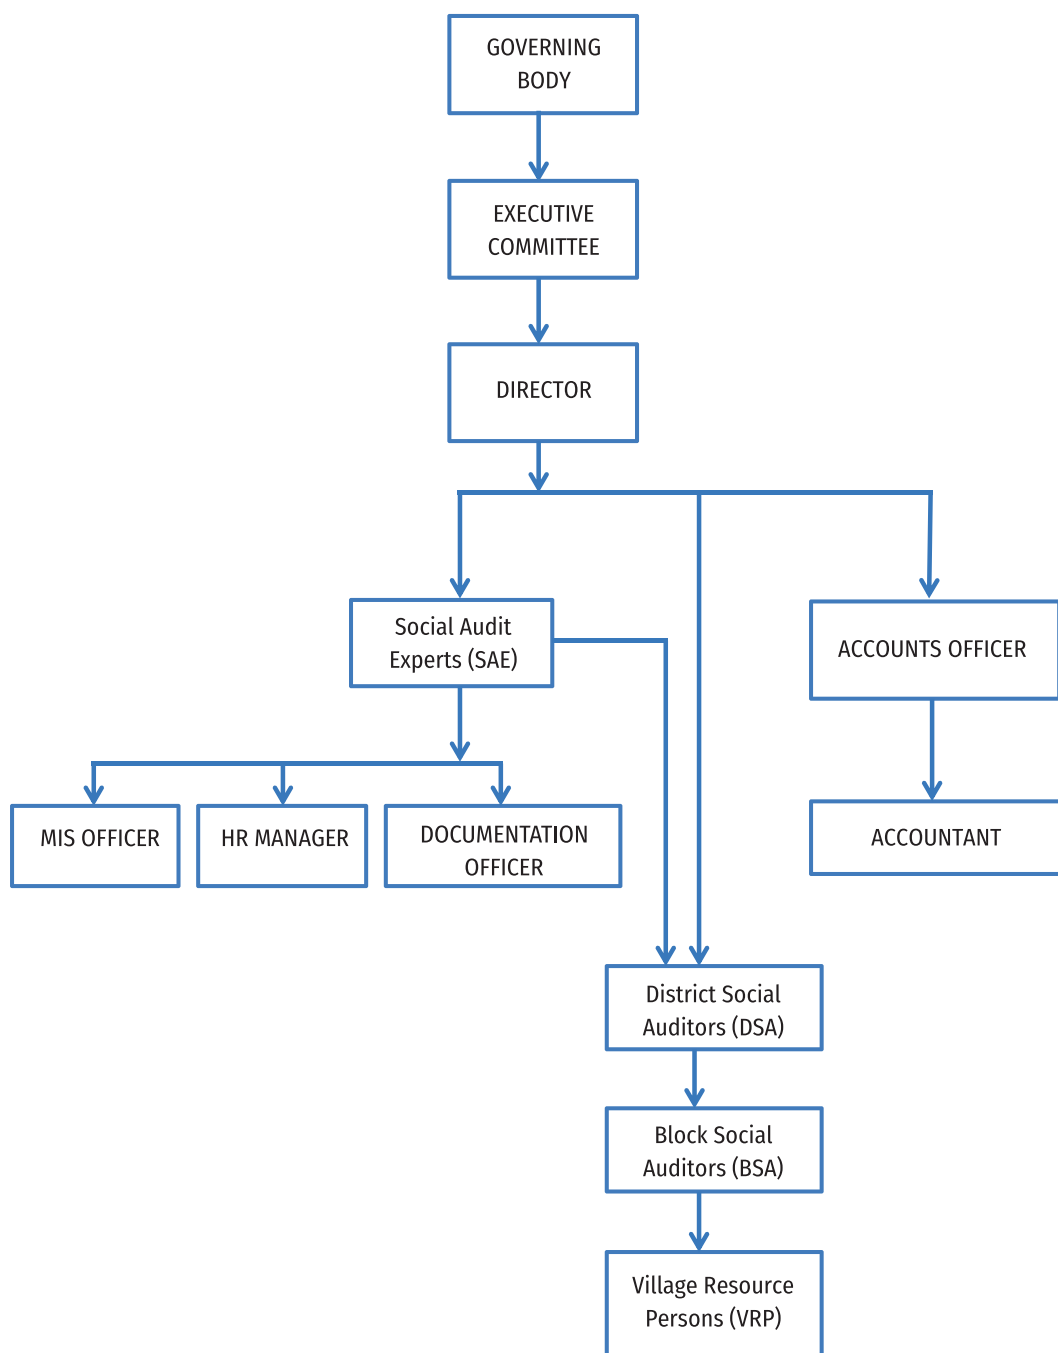 GOVERNING
BODY
EXECUTIVE
COMMITTEE
DIRECTOR
Social Audit
Experts (SAE)
ACCOUNTS OFFICER
MIS OFFICER
HR MANAGER
DOCUMENTATION
OFFICER
ACCOUNTANT
District Social
Auditors (DSA)
Block Social
Auditors (BSA)
Village Resource
Persons (VRP)